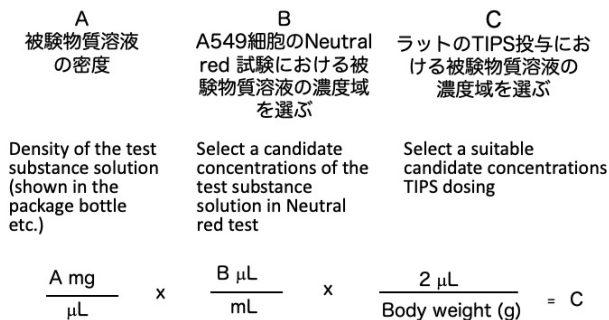 A
被験物質溶液
の密度
B
A549細胞のNeutral
red 試験における被
験物質溶液の濃度域
を選ぶ
C
ラットのTIPS投与にお
ける被験物質溶液の
濃度域を選ぶ
Density of the test
substance solution
(shown in the
package bottle
etc.)
Select a candidate
concentrations of the
test substance
solution in Neutral
red test
Select a suitable
candidate concentrations
TIPS dosing
A mg
μL
x
B μL
mL
x
2 μL
Body weight (g)
= C